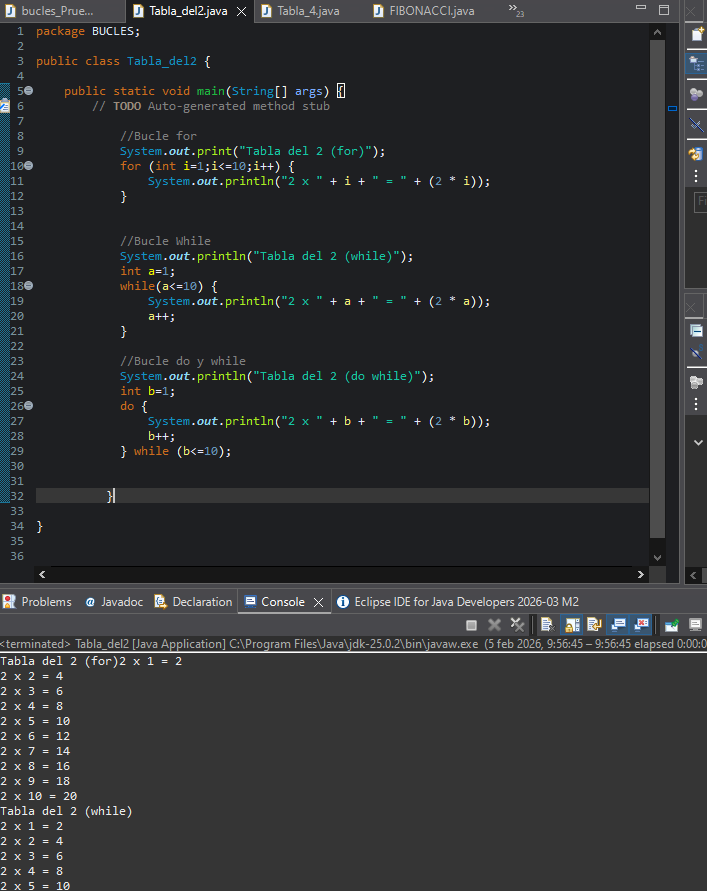 bucles_Prue...
Tabla_del2.java
Tabla_4.java
FIBONACCI.java
»23
1 package BUCLES;
2
3 public class Tabla_del2 {
4
5     public static void main(String[] args) {
6         // TODO Auto-generated method stub
7
8             //Bucle for
9             System.out.print("Tabla del 2 (for)");
10             for (int i=1;i<=10;i++) {
11                 System.out.println("2 x " + i + " = " + (2 * i));
12             }
13
14
15             //Bucle While
16             System.out.println("Tabla del 2 (while)");
17             int a=1;
18             while(a<=10) {
19                 System.out.println("2 x " + a + " = " + (2 * a));
20                 a++;
21             }
22
23             //Bucle do y while
24             System.out.println("Tabla del 2 (do while)");
25             int b=1;
26             do {
27                 System.out.println("2 x " + b + " = " + (2 * b));
28                 b++;
29             } while (b<=10);
30
31
32           }
33
34 }
35
36
Problems
Javadoc
Declaration
Console
Eclipse IDE for Java Developers 2026-03 M2
<terminated> Tabla_del2 [Java Application] C:\Program Files\Java\jdk-25.0.2\bin\javaw.exe (5 feb 2026, 9:56:45 – 9:56:45 elapsed 0:00:0
Tabla del 2 (for)2 x 1 = 2
2 x 2 = 4
2 x 3 = 6
2 x 4 = 8
2 x 5 = 10
2 x 6 = 12
2 x 7 = 14
2 x 8 = 16
2 x 9 = 18
2 x 10 = 20
Tabla del 2 (while)
2 x 1 = 2
2 x 2 = 4
2 x 3 = 6
2 x 4 = 8
2 x 5 = 10